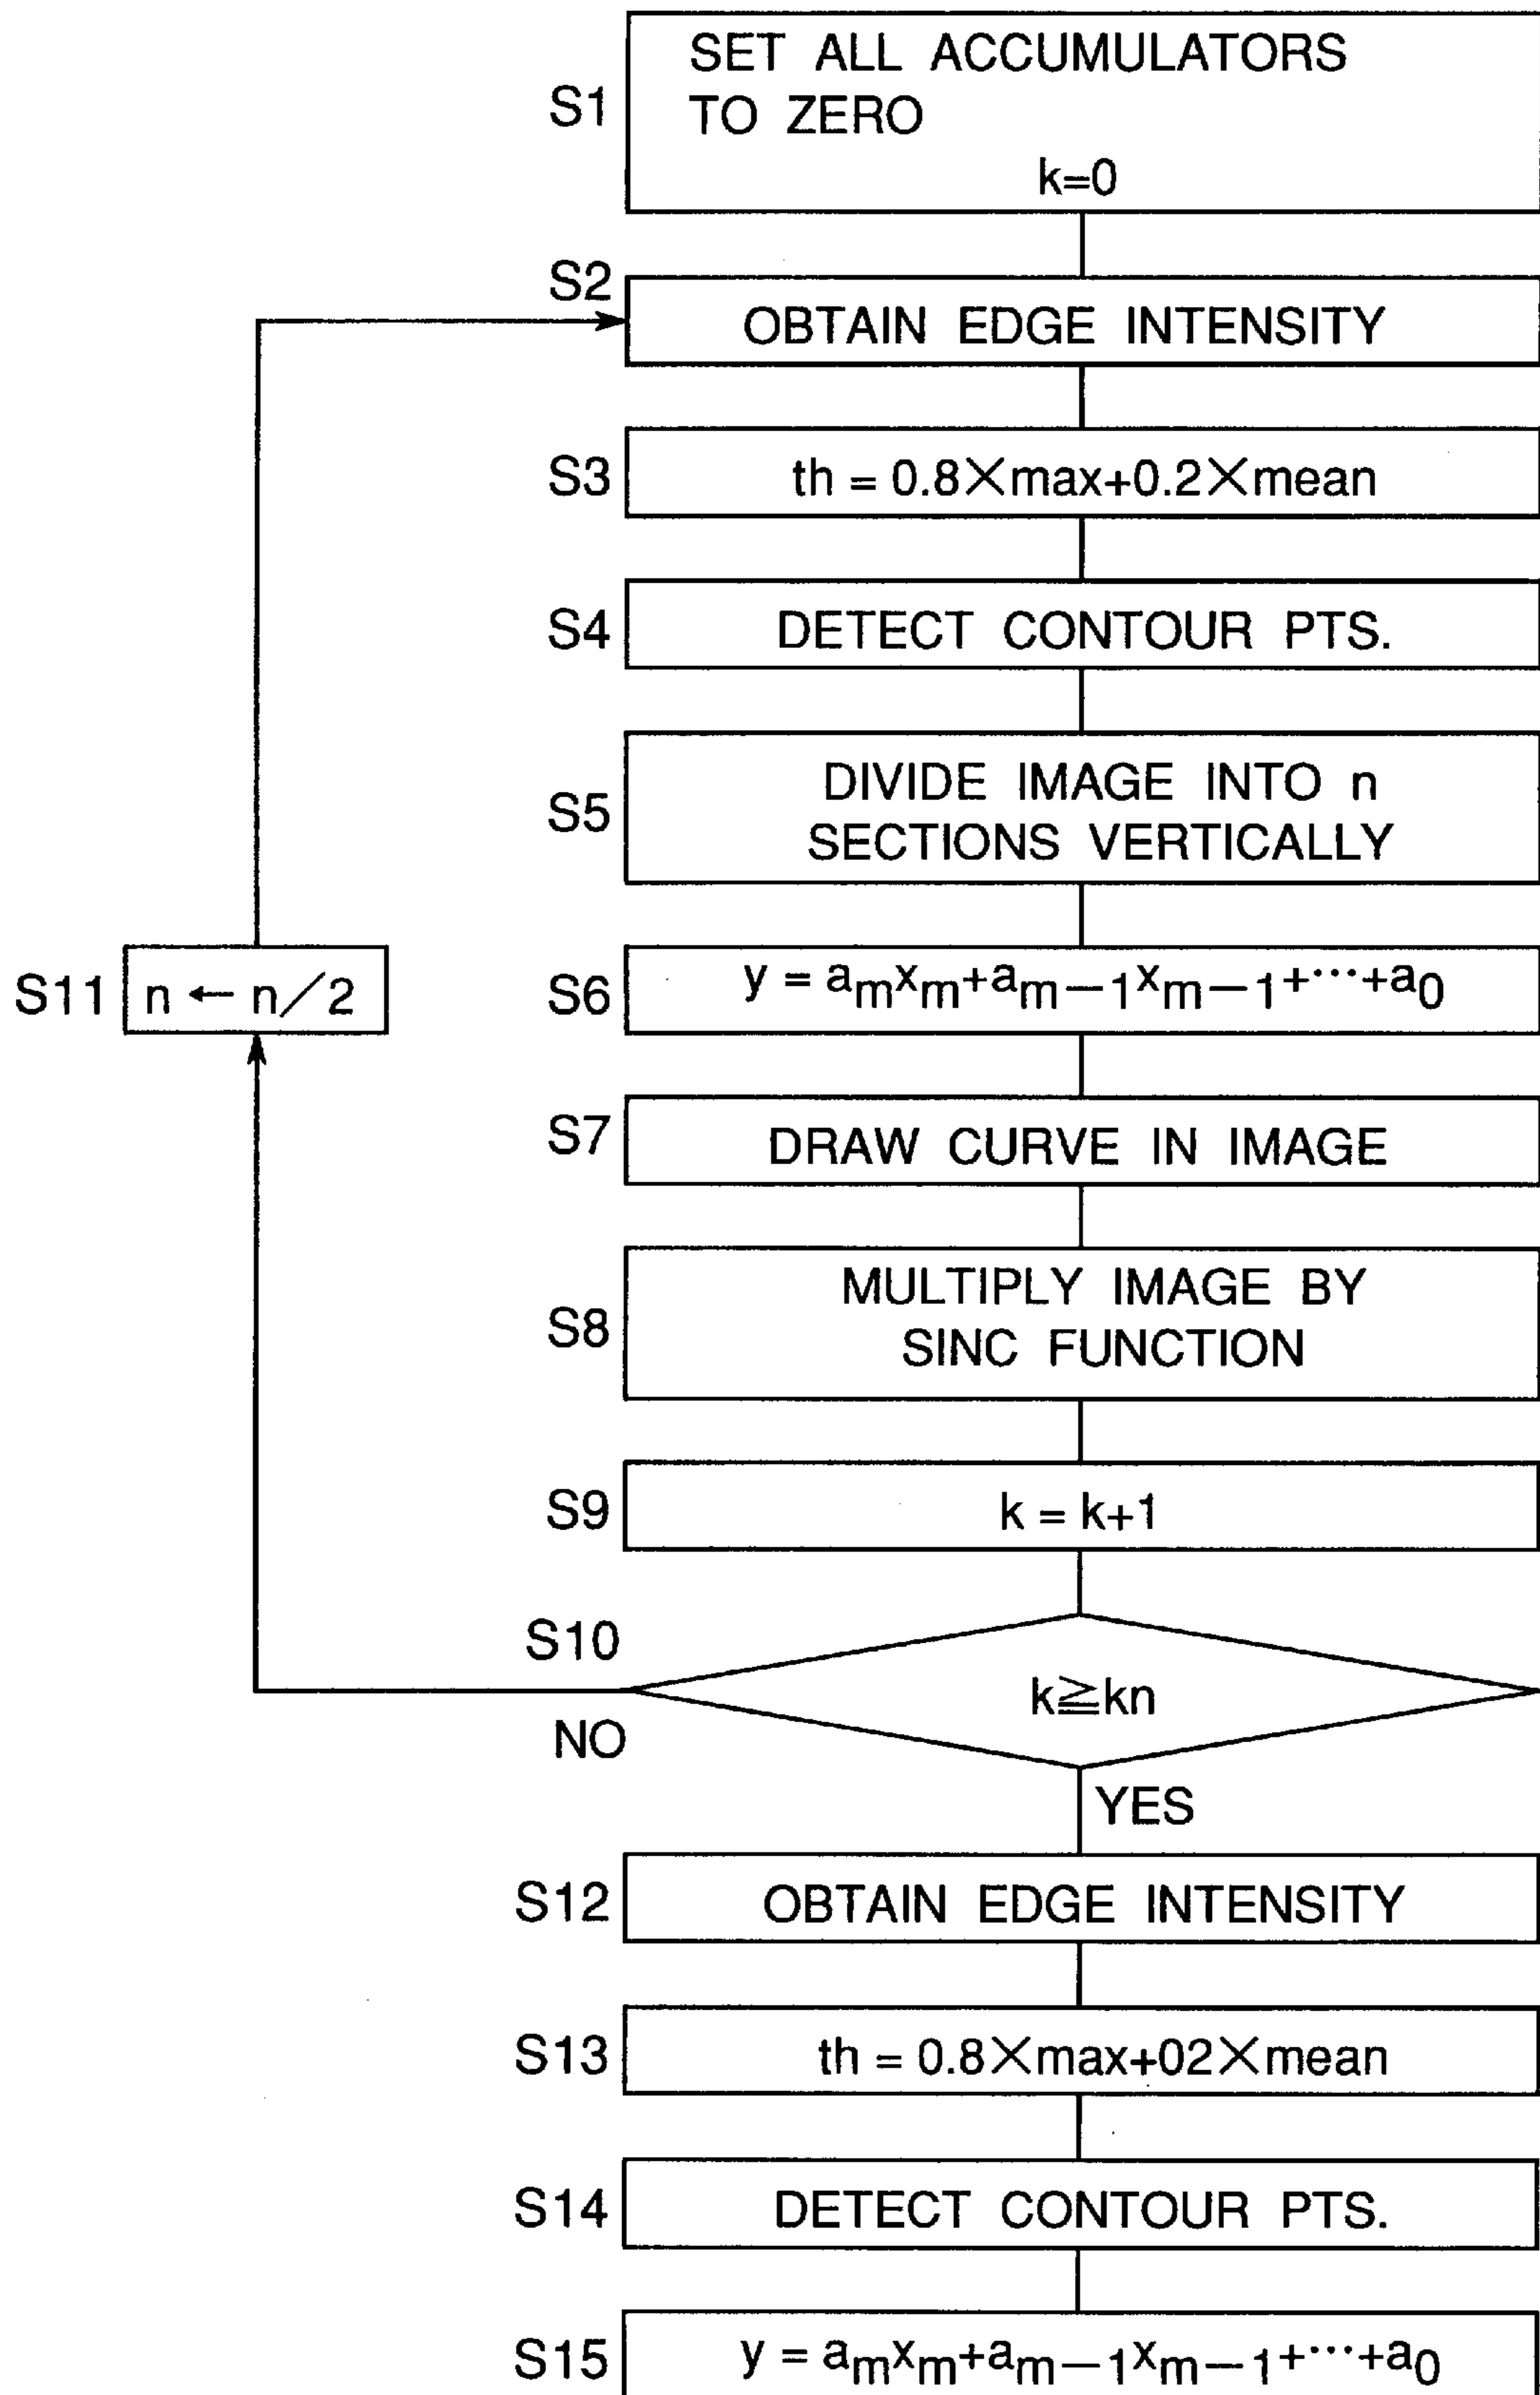 S1
SET ALL ACCUMULATORS
TO ZERO
k=0
S2
OBTAIN EDGE INTENSITY
S3
th = 0.8×max+0.2×mean
S4
DETECT CONTOUR PTS.
S5
DIVIDE IMAGE INTO n
SECTIONS VERTICALLY
S11
n ← n/2
S6
y = amxm+am−1xm−1+···+a0
S7
DRAW CURVE IN IMAGE
S8
MULTIPLY IMAGE BY
SINC FUNCTION
S9
k = k+1
S10
k≧kn
NO
YES
S12
OBTAIN EDGE INTENSITY
S13
th = 0.8×max+02×mean
S14
DETECT CONTOUR PTS.
S15
y = amxm+am−1xm−1+···+a0